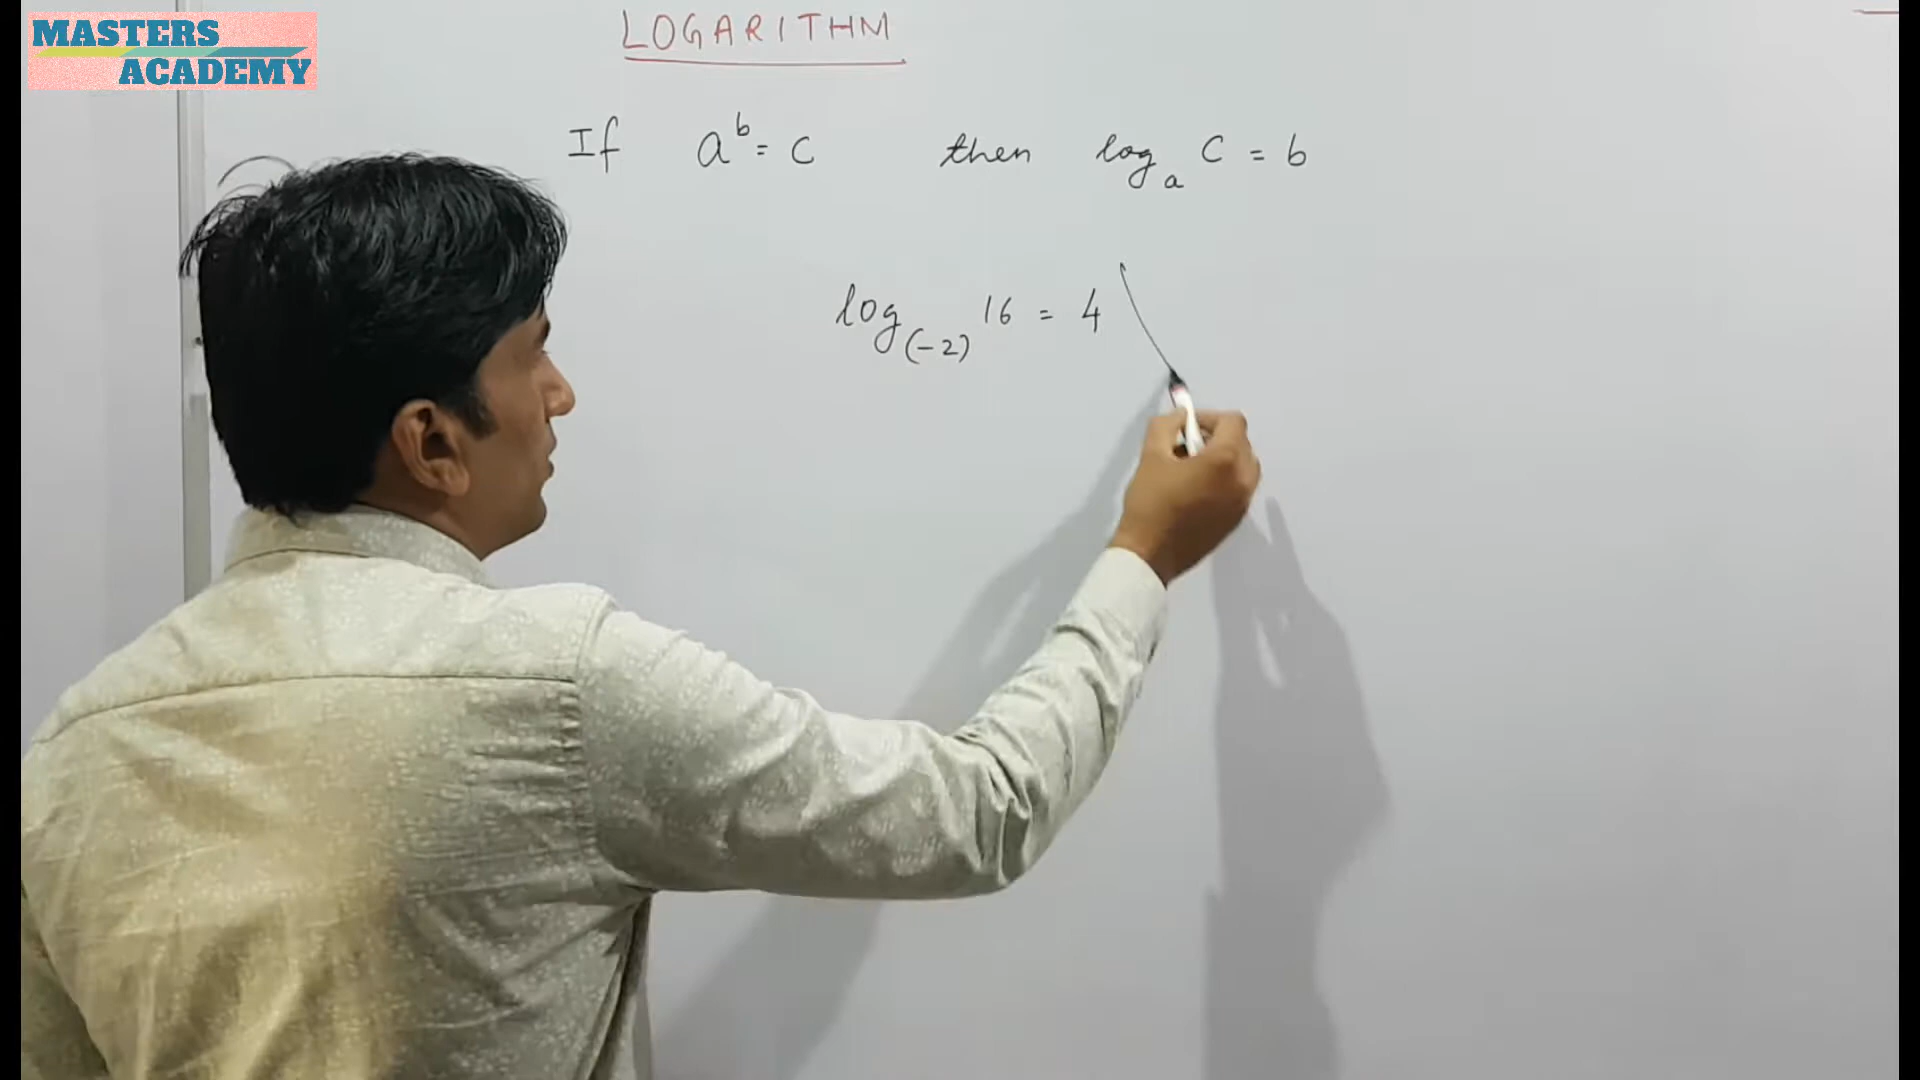 MASTERS
ACADEMY
LOGARITHM
If a^b = c then log_a c = b
log_(-2) 16 = 4